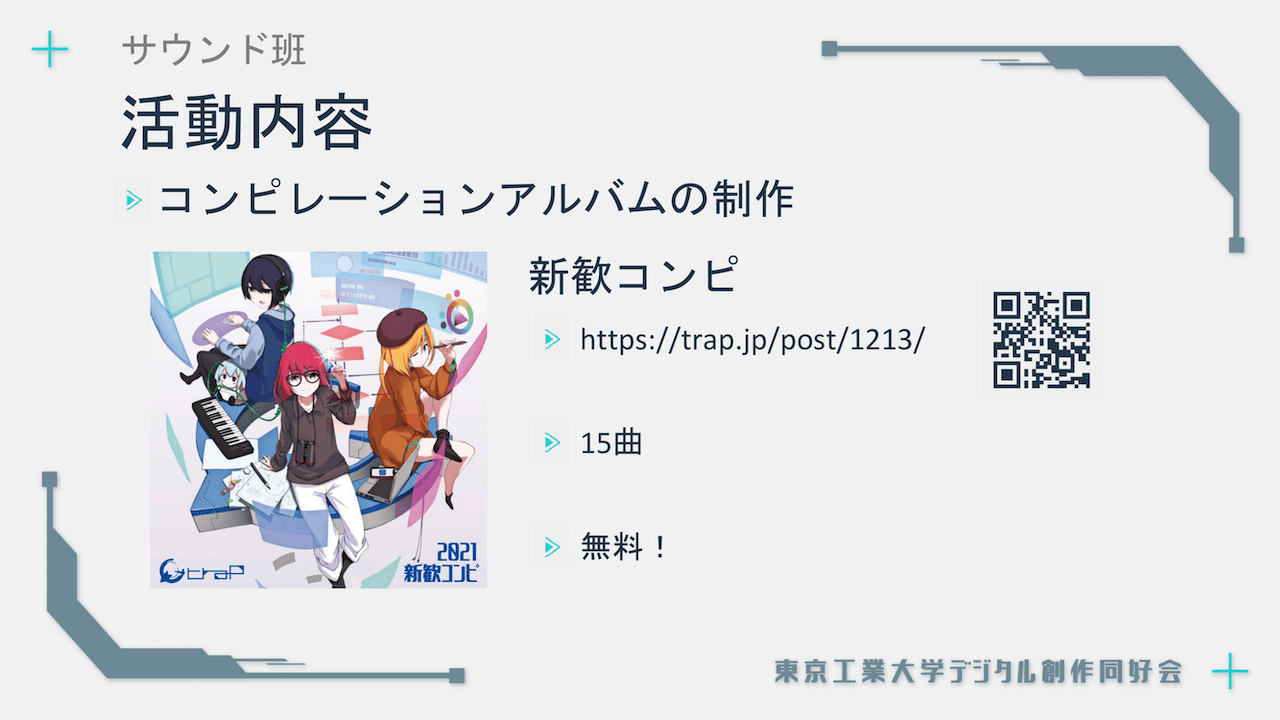 サウンド班
活動内容
コンピレーションアルバムの制作
新歓コンピ
https://trap.jp/post/1213/
15曲
無料！
traP
2021
新歓コンピ
東京工業大学デジタル創作同好会